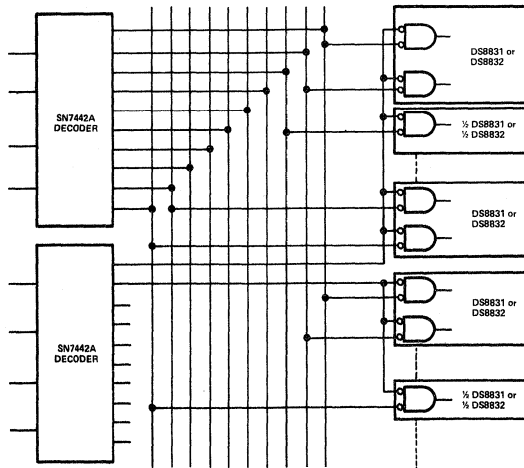 DS8831 or
DS8832
SN7442A
DECODER
½ DS8831 or
½ DS8832
DS8831 or
DS8832
DS8831 or
DS8832
SN7442A
DECODER
½ DS8831 or
½ DS8832